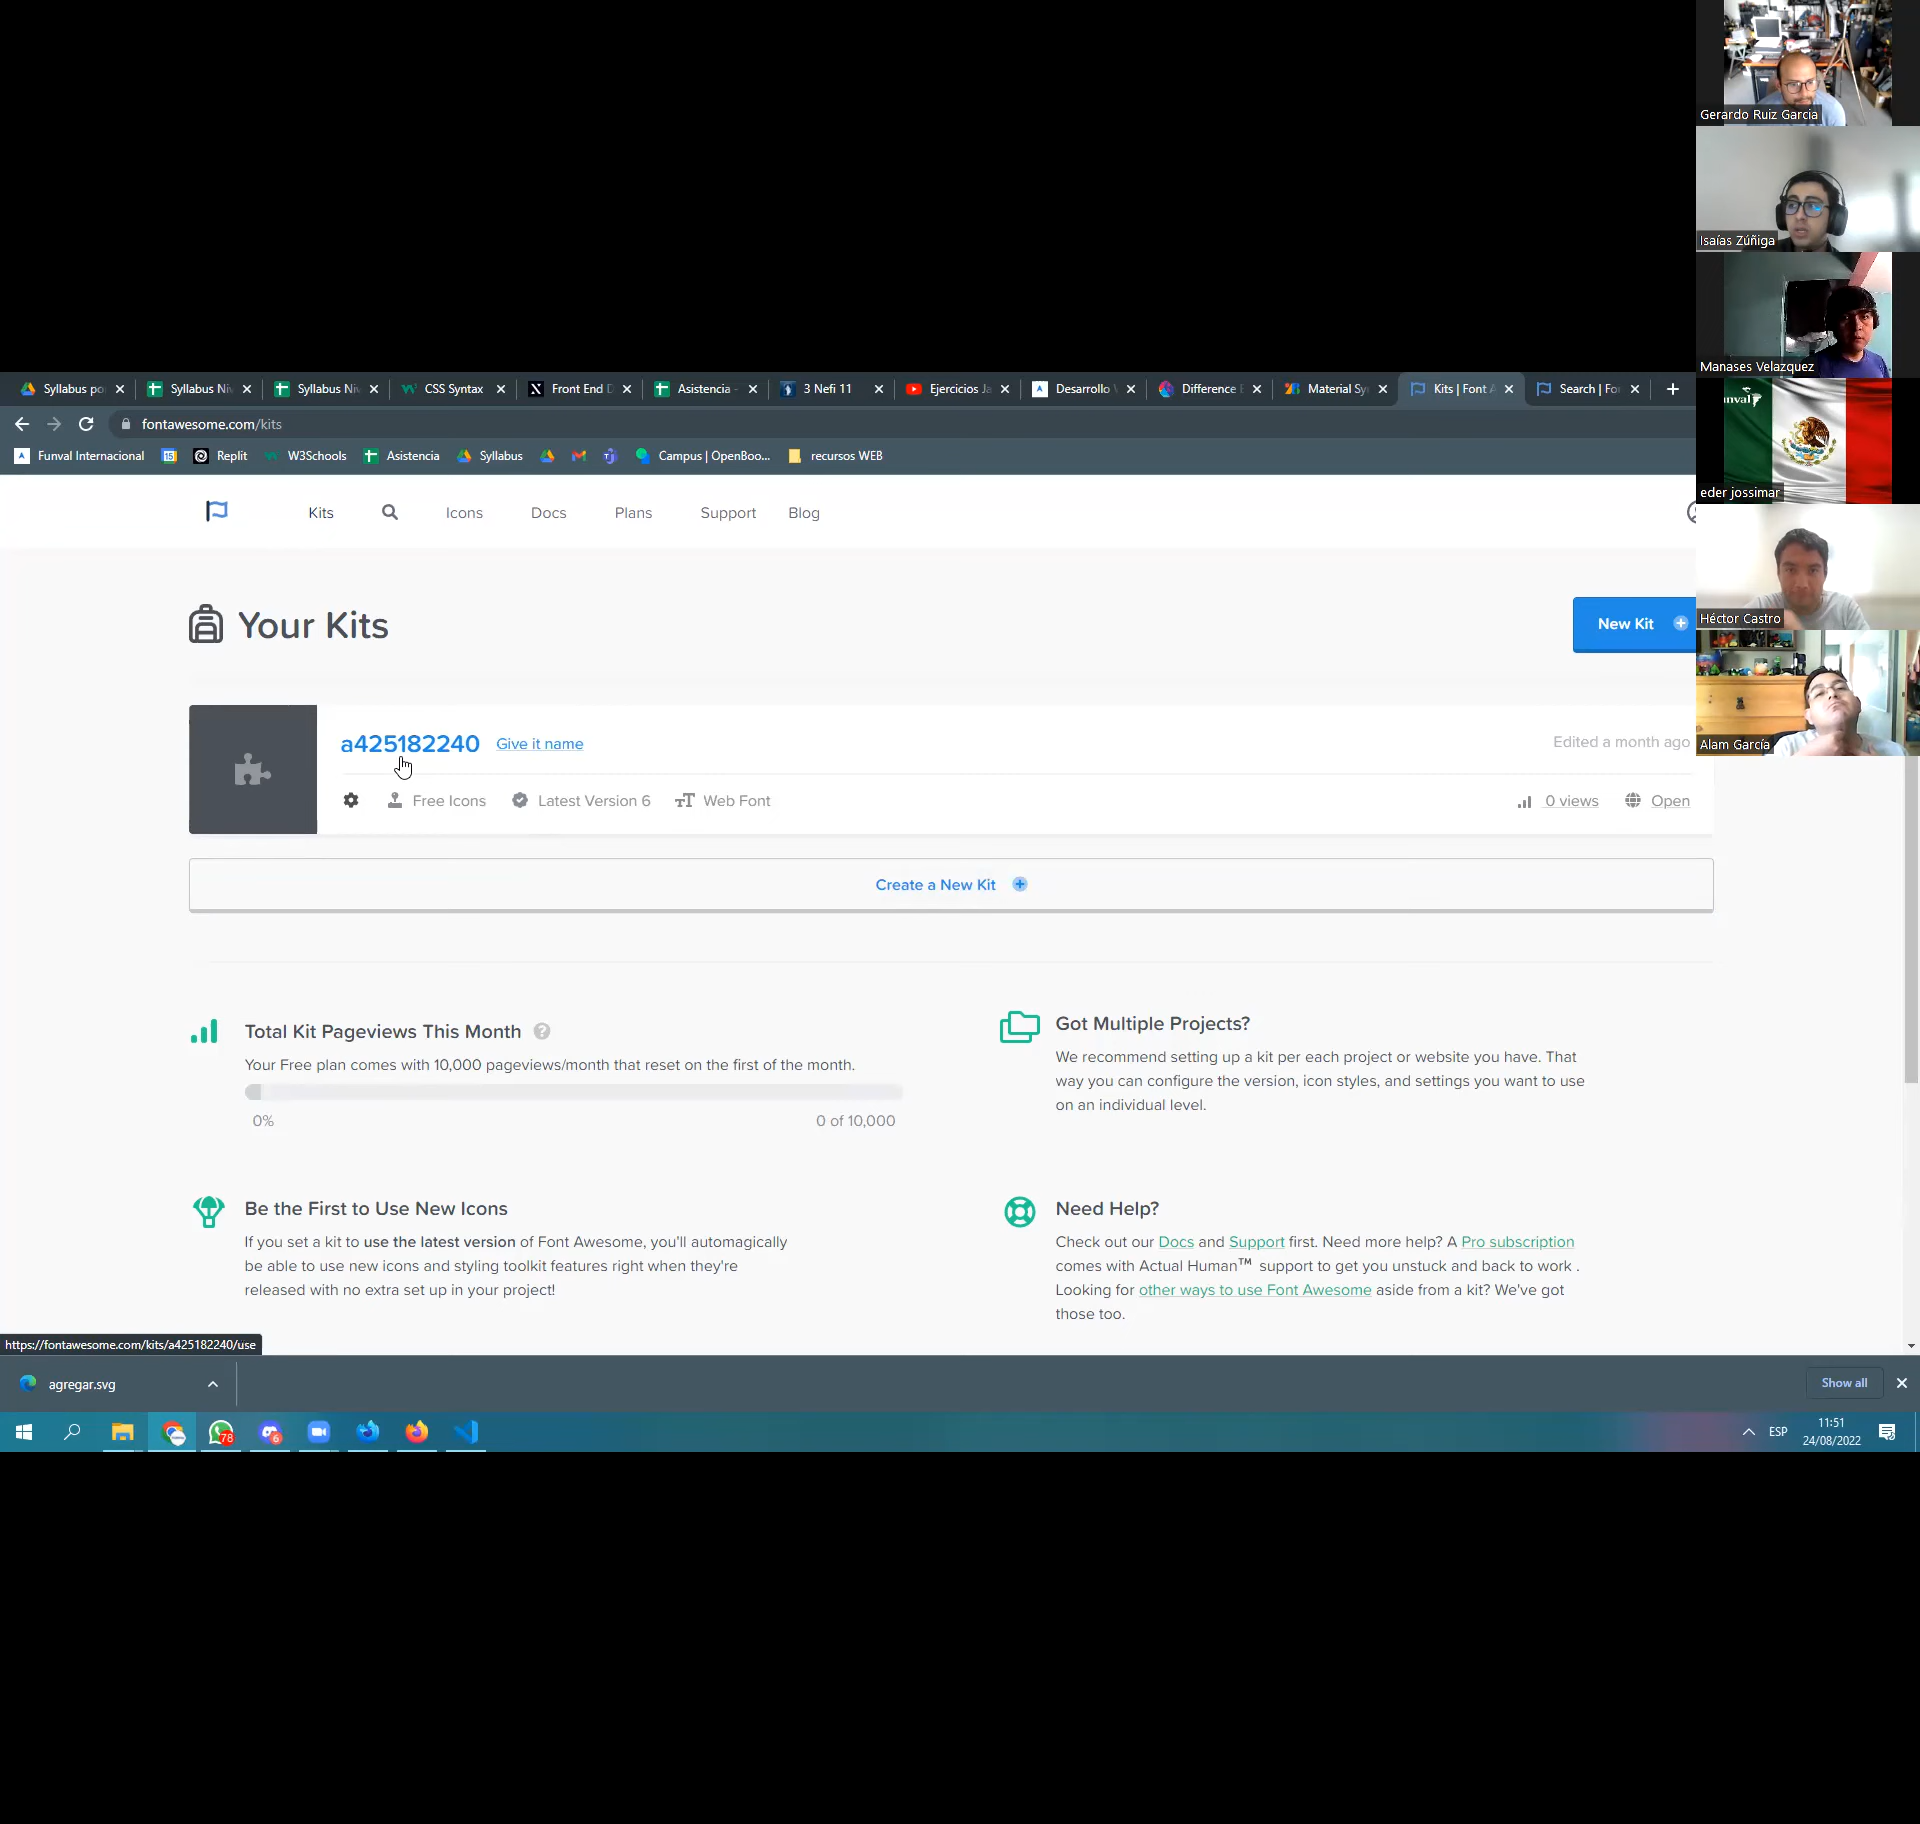 Gerardo Ruiz Garcia
Isaías Zúñiga
Manases Velazquez
unval
eder jossimar
Héctor Castro
Alam García
Syllabus po
Syllabus Niv
Syllabus Niv
CSS Syntax
Front End D
Asistencia -
3 Nefi 11
Ejercicios Ja
Desarrollo
Difference
Material Sy
Kits | Font A
Search | Fo
fontawesome.com/kits
Funval Internacional
15
Replit
W3Schools
Asistencia
Syllabus
Campus | OpenBoo...
recursos WEB
Kits
Icons
Docs
Plans
Support
Blog
Your Kits
New Kit
a425182240 Give it name
Edited a month ago
Free Icons
Latest Version 6
Web Font
0 views
Open
Create a New Kit
Total Kit Pageviews This Month
Your Free plan comes with 10,000 pageviews/month that reset on the first of the month.
0%
0 of 10,000
Got Multiple Projects?
We recommend setting up a kit per each project or website you have. That
way you can configure the version, icon styles, and settings you want to use
on an individual level.
Be the First to Use New Icons
If you set a kit to use the latest version of Font Awesome, you'll automagically
be able to use new icons and styling toolkit features right when they're
released with no extra set up in your project!
Need Help?
Check out our Docs and Support first. Need more help? A Pro subscription
comes with Actual Human™ support to get you unstuck and back to work .
Looking for other ways to use Font Awesome aside from a kit? We've got
those too.
https://fontawesome.com/kits/a425182240/use
agregar.svg
Show all
78
6
ESP
11:51
24/08/2022